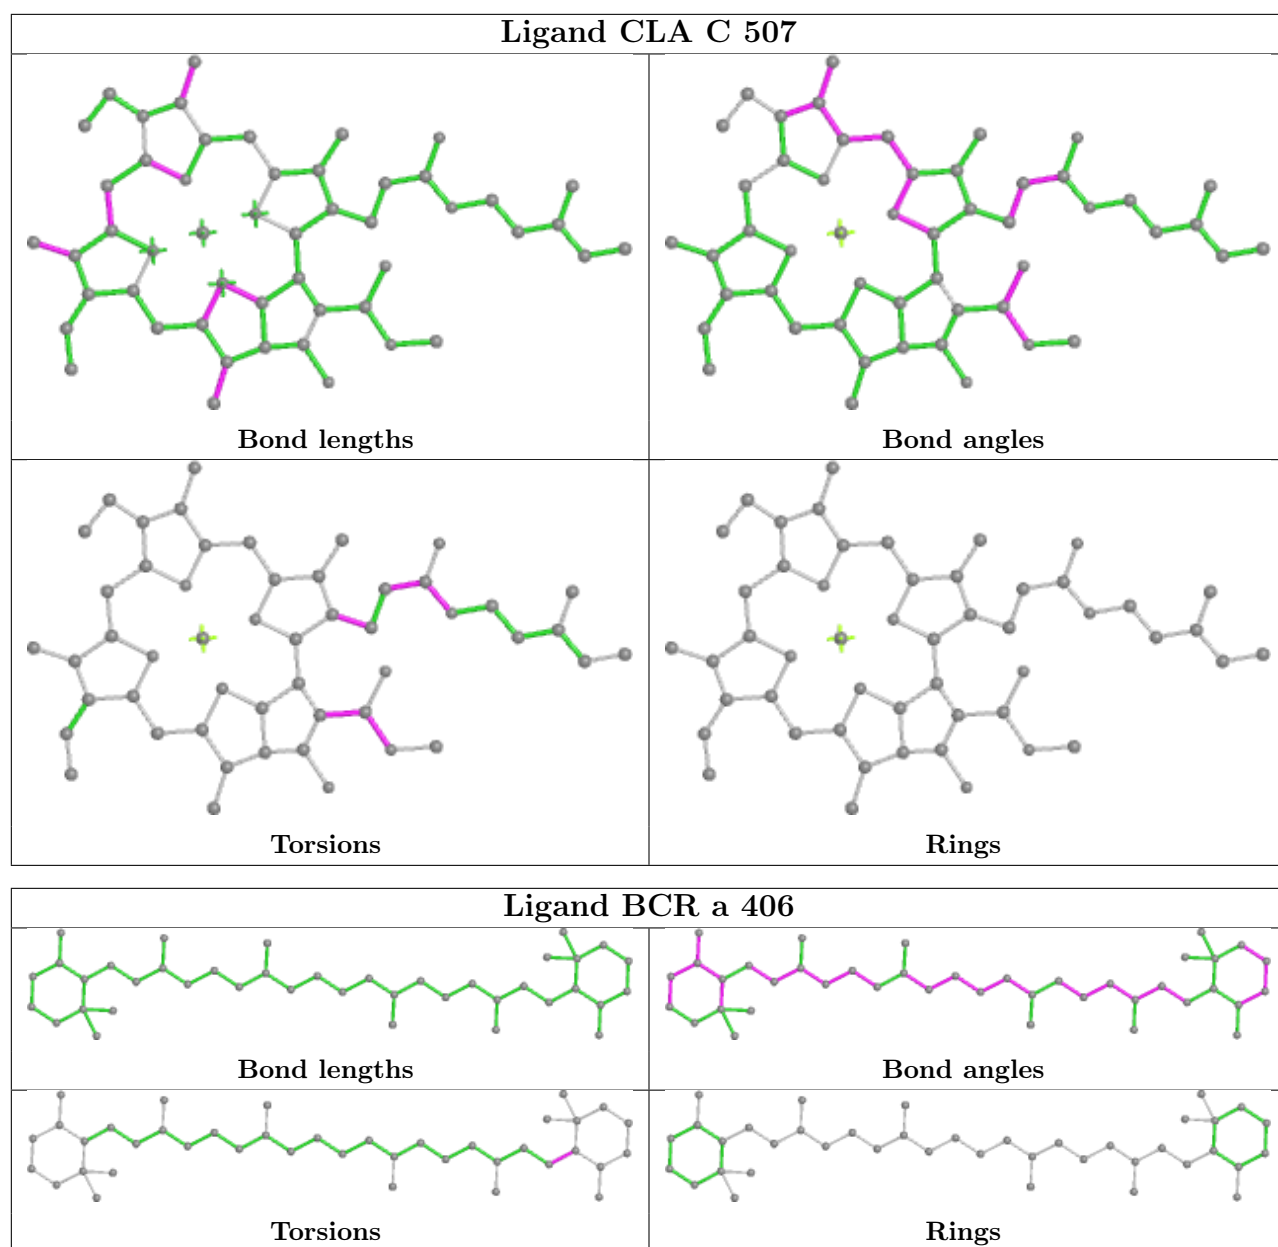 Ligand CLA C 507
Bond lengths
Bond angles
Torsions
Rings
Ligand BCR a 406
Bond lengths
Bond angles
Torsions
Rings